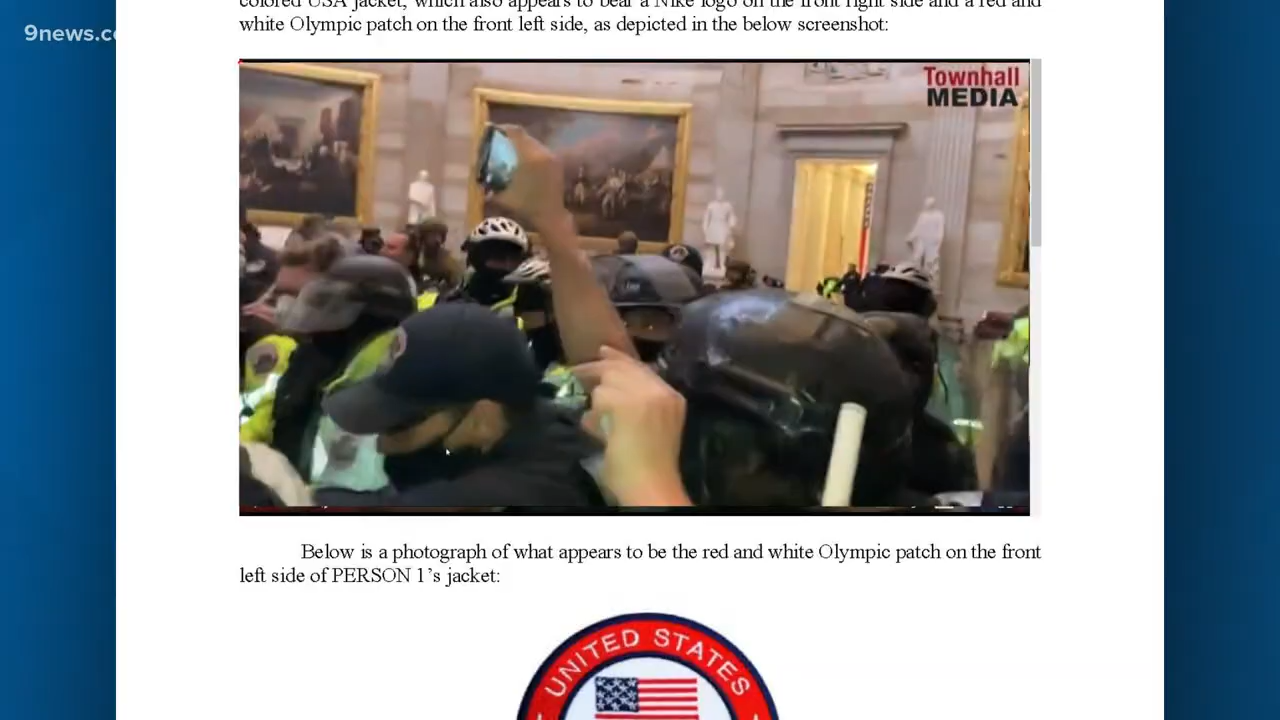 colored USA jacket, which also appears to bear a Nike logo on the front right side and a red and
9news.co
white Olympic patch on the front left side, as depicted in the below screenshot:
Townhall
MEDIA
Below is a photograph of what appears to be the red and white Olympic patch on the front
left side of PERSON 1’s jacket:
UNITED STATES